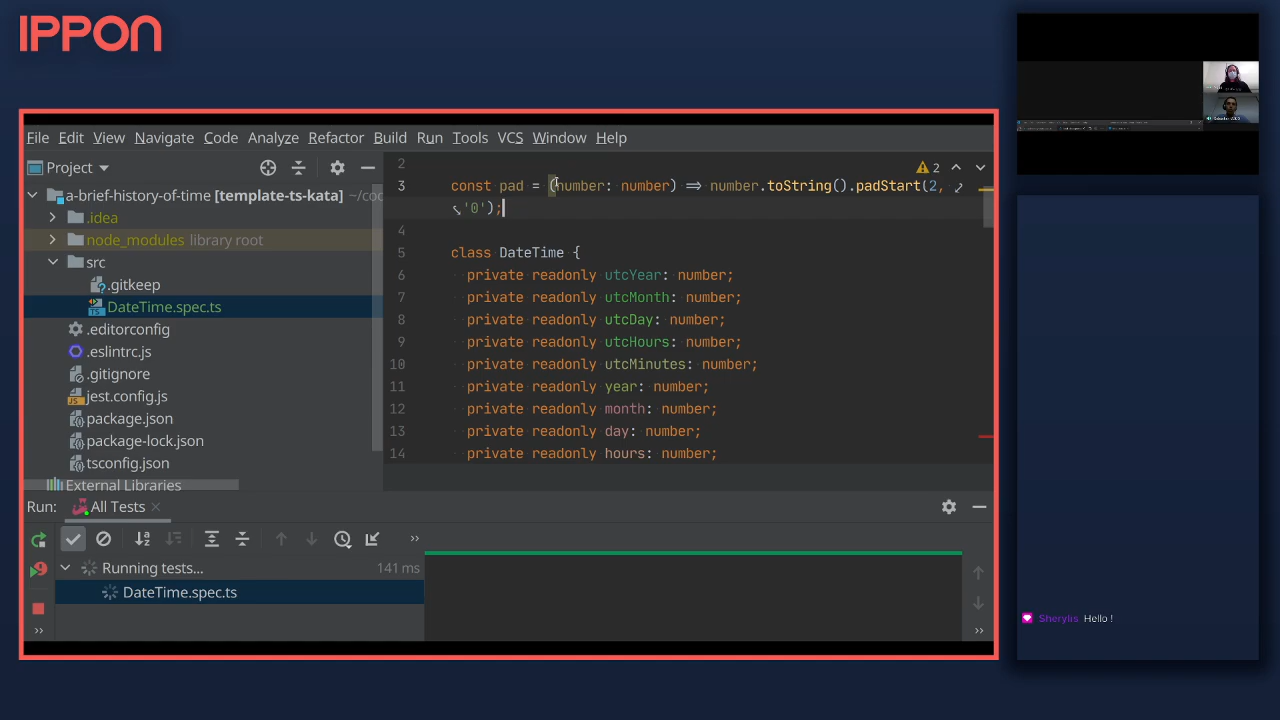 IPPON
File Edit View Navigate Code Analyze Refactor Build Run Tools VCS Window Help
Project
a-brief-history-of-time [template-ts-kata] ~/co
.idea
node_modules library root
src
.gitkeep
DateTime.spec.ts
.editorconfig
.eslintrc.js
.gitignore
jest.config.js
package.json
package-lock.json
tsconfig.json
External Libraries
2
2
3 const pad = (number: number) => number.toString().padStart(2,
'0');
4
5 class DateTime {
6 private readonly utcYear: number;
7 private readonly utcMonth: number;
8 private readonly utcDay: number;
9 private readonly utcHours: number;
10 private readonly utcMinutes: number;
11 private readonly year: number;
12 private readonly month: number;
13 private readonly day: number;
14 private readonly hours: number;
Run: All Tests
Running tests... 141 ms
DateTime.spec.ts
Sherylis Hello !